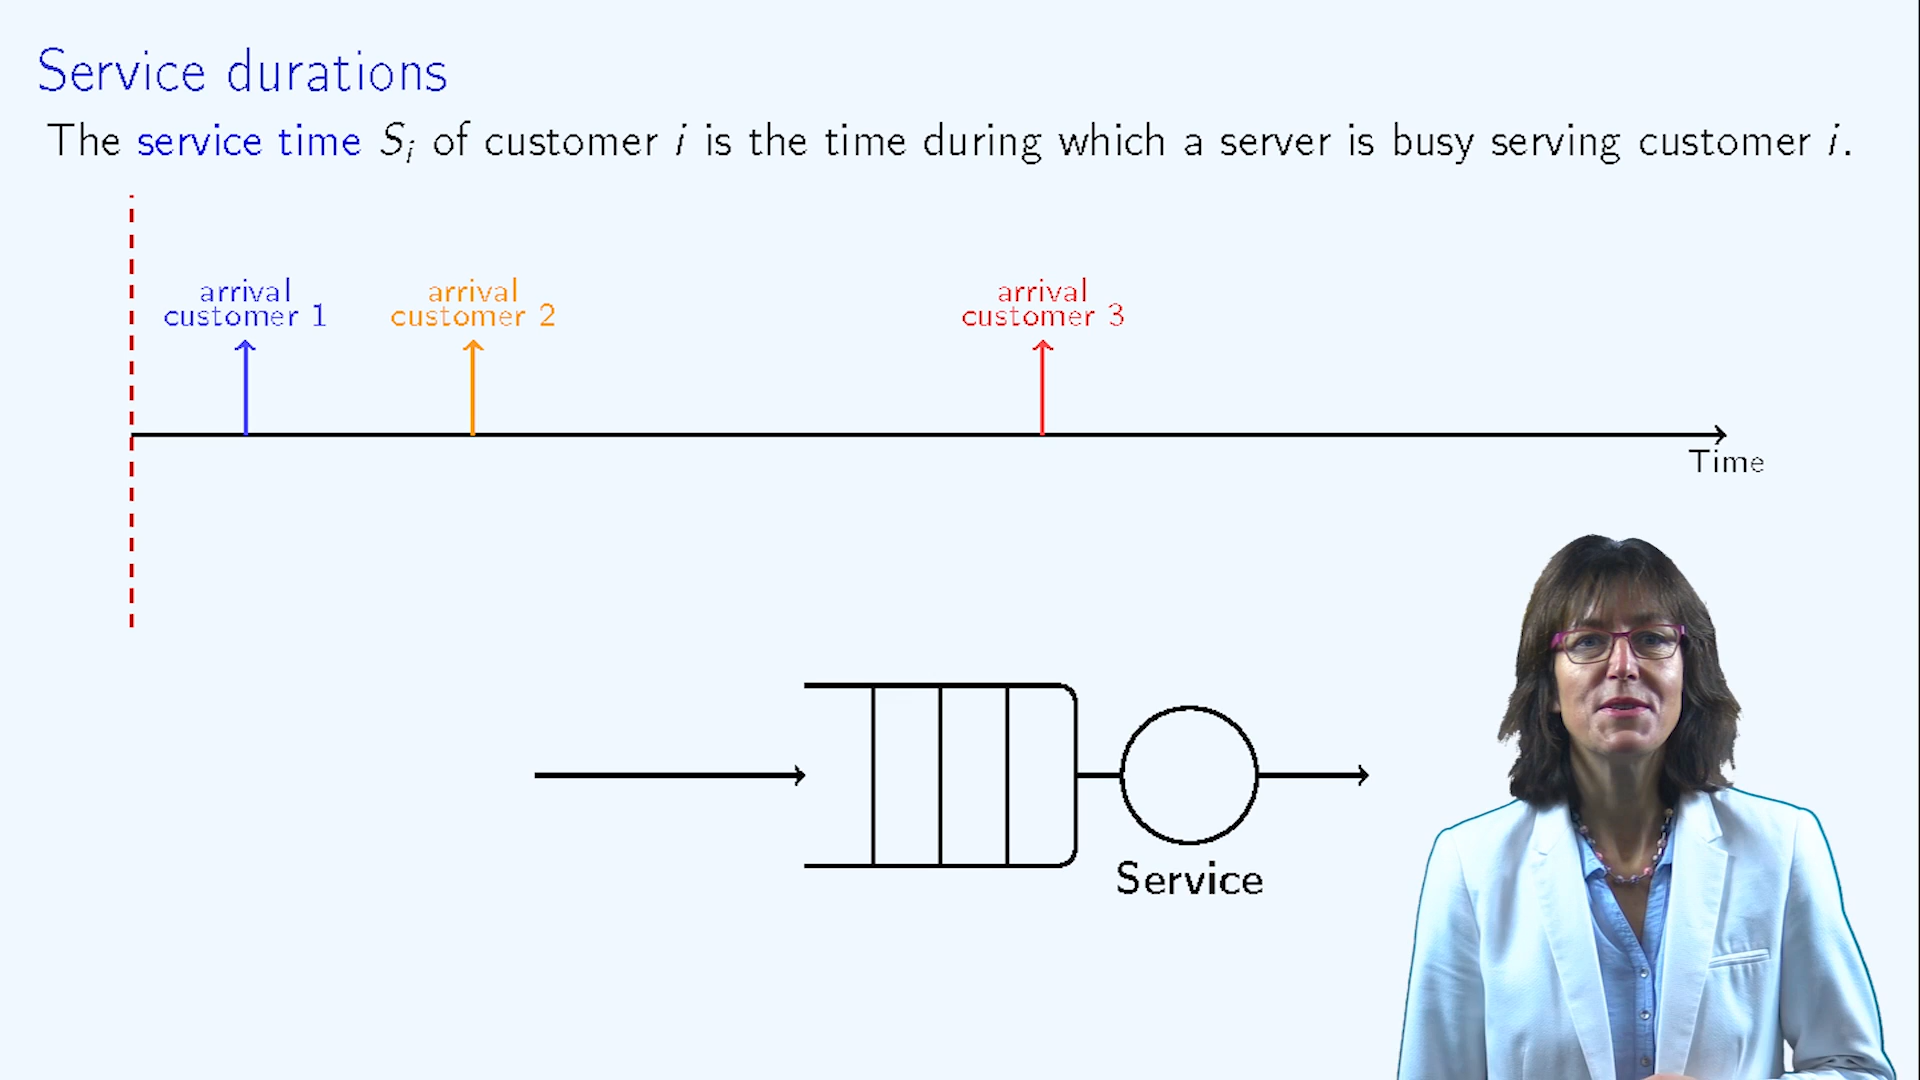 Service durations
The service time Sᵢ of customer i is the time during which a server is busy serving customer i.
arrival
customer 1
arrival
customer 2
arrival
customer 3
Time
Service